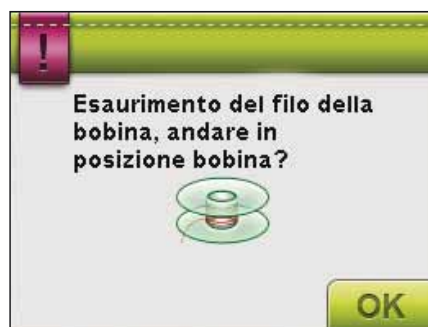 !
Esaurimento del filo della
bobina, andare in
posizione bobina?
OK